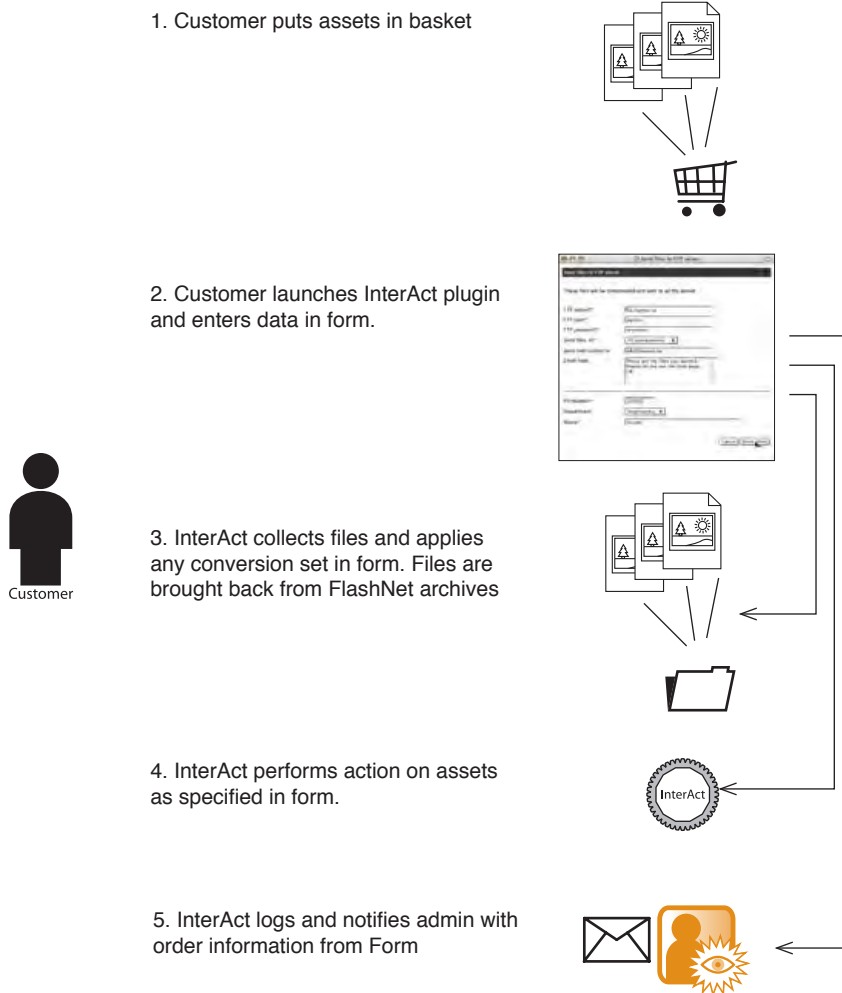 1. Customer puts assets in basket
2. Customer launches InterAct plugin
and enters data in form.
3. InterAct collects files and applies
any conversion set in form. Files are
brought back from FlashNet archives
Customer
4. InterAct performs action on assets
as specified in form.
InterAct
5. InterAct logs and notifies admin with
order information from Form